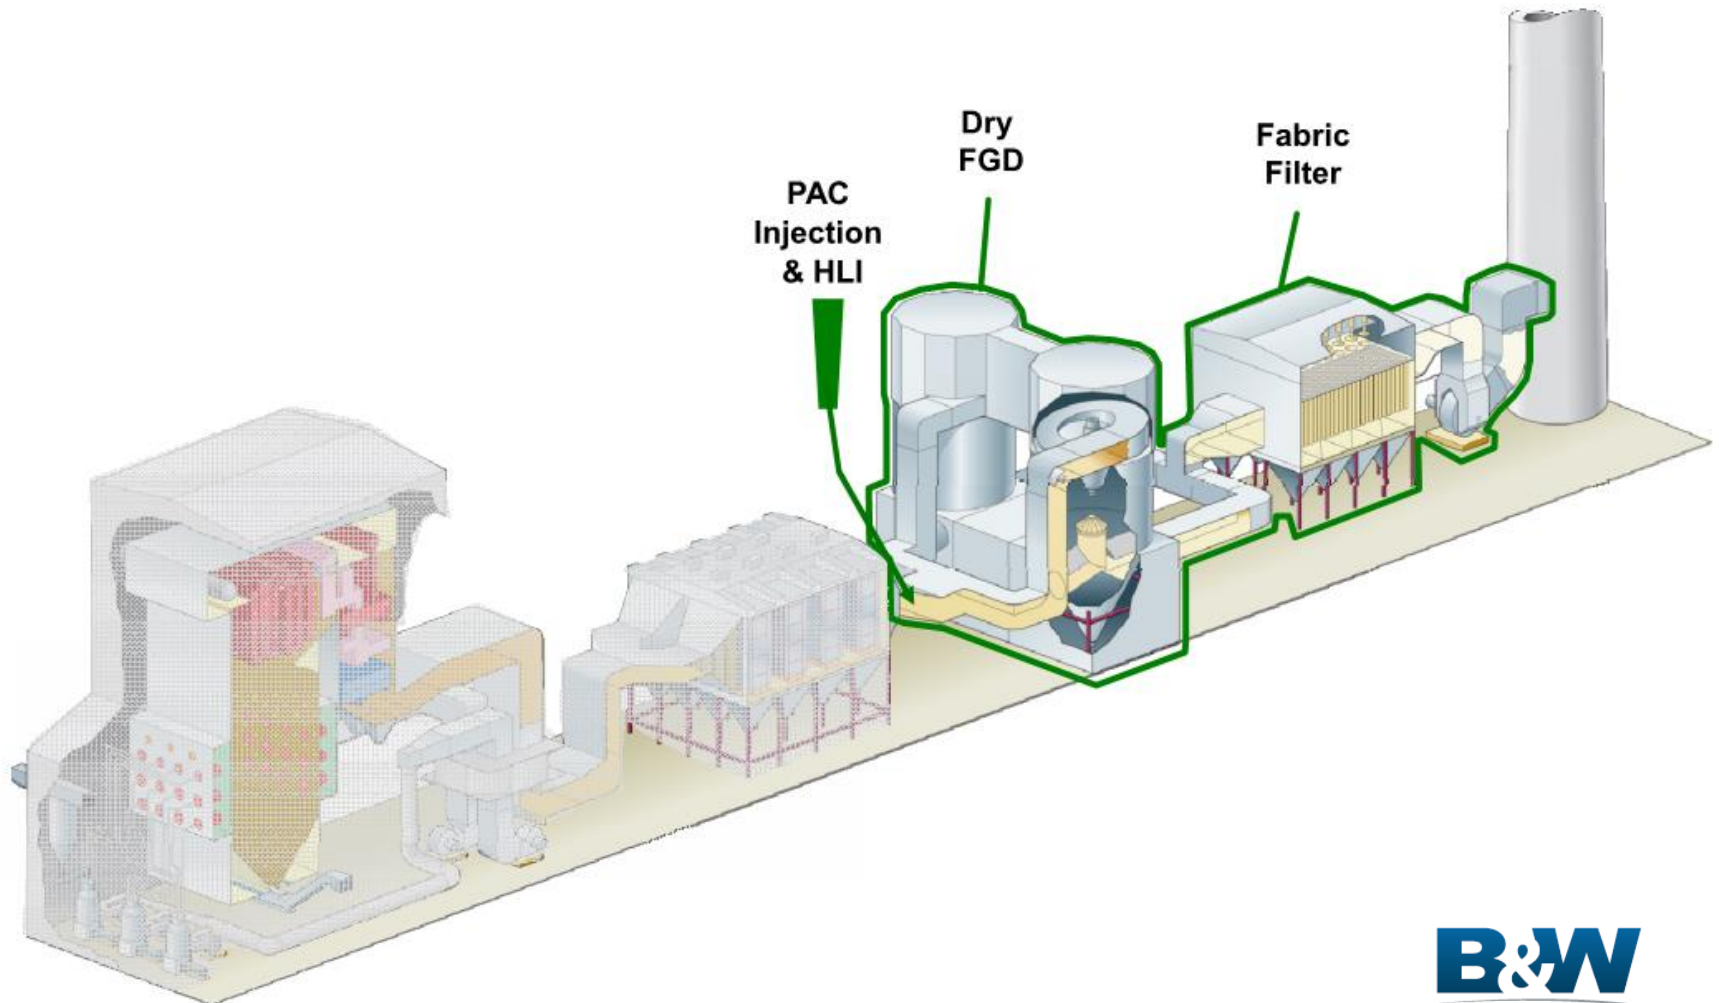 Dry
FGD
Fabric
Filter
PAC
Injection
& HLI
B&W